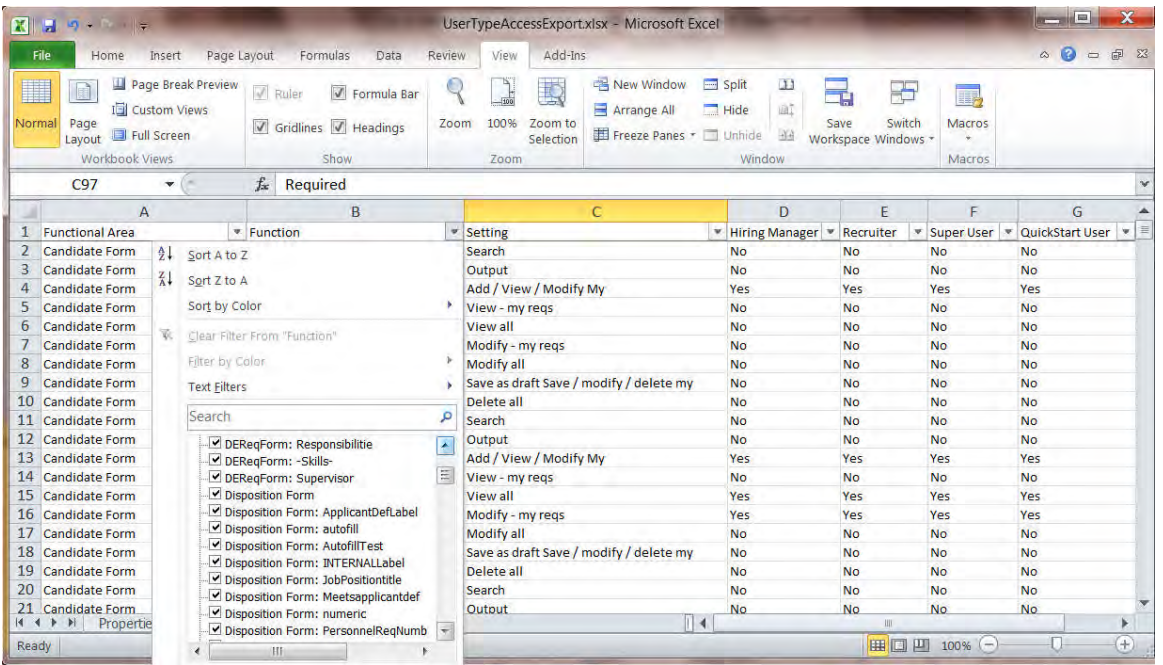 UserTypeAccessExport.xlsx - Microsoft Excel
File Home Insert Page Layout Formulas Data Review View Add-Ins
Normal
Page Layout
Page Break Preview
Custom Views
Full Screen
Workbook Views
Ruler
Formula Bar
Gridlines
Headings
Show
Zoom
100%
Zoom to Selection
Zoom
New Window
Arrange All
Freeze Panes
Split
Hide
Unhide
Save Workspace
Switch Windows
Window
Macros
Macros
C97 fx Required
A B C D E F G
1 Functional Area Function Setting Hiring Manager Recruiter Super User QuickStart User
2 Candidate Form Search No No No No
3 Candidate Form Output No No No No
4 Candidate Form Add / View / Modify My Yes Yes Yes Yes
5 Candidate Form View - my reqs No No No No
6 Candidate Form View all No No No No
7 Candidate Form Modify - my reqs No No No No
8 Candidate Form Modify all No No No No
9 Candidate Form Save as draft Save / modify / delete my No No No No
10 Candidate Form Delete all No No No No
11 Candidate Form Search No No No No
12 Candidate Form Output No No No No
13 Candidate Form Add / View / Modify My Yes Yes Yes Yes
14 Candidate Form View - my reqs No No No No
15 Candidate Form View all Yes Yes Yes Yes
16 Candidate Form Modify - my reqs Yes Yes Yes Yes
17 Candidate Form Modify all No No No No
18 Candidate Form Save as draft Save / modify / delete my No No No No
19 Candidate Form Delete all No No No No
20 Candidate Form Search No No No No
21 Candidate Form Output No No No No
Sort A to Z
Sort Z to A
Sort by Color
Clear Filter From "Function"
Filter by Color
Text Filters
Search
DEReqForm: Responsibilitie
DEReqForm: -Skills-
DEReqForm: Supervisor
Disposition Form
Disposition Form: ApplicantDefLabel
Disposition Form: autofill
Disposition Form: AutofillTest
Disposition Form: INTERNALLabel
Disposition Form: JobPositiontitle
Disposition Form: Meetsapplicantdef
Disposition Form: numeric
Disposition Form: PersonnelReqNumb
Propertie
Ready 100%